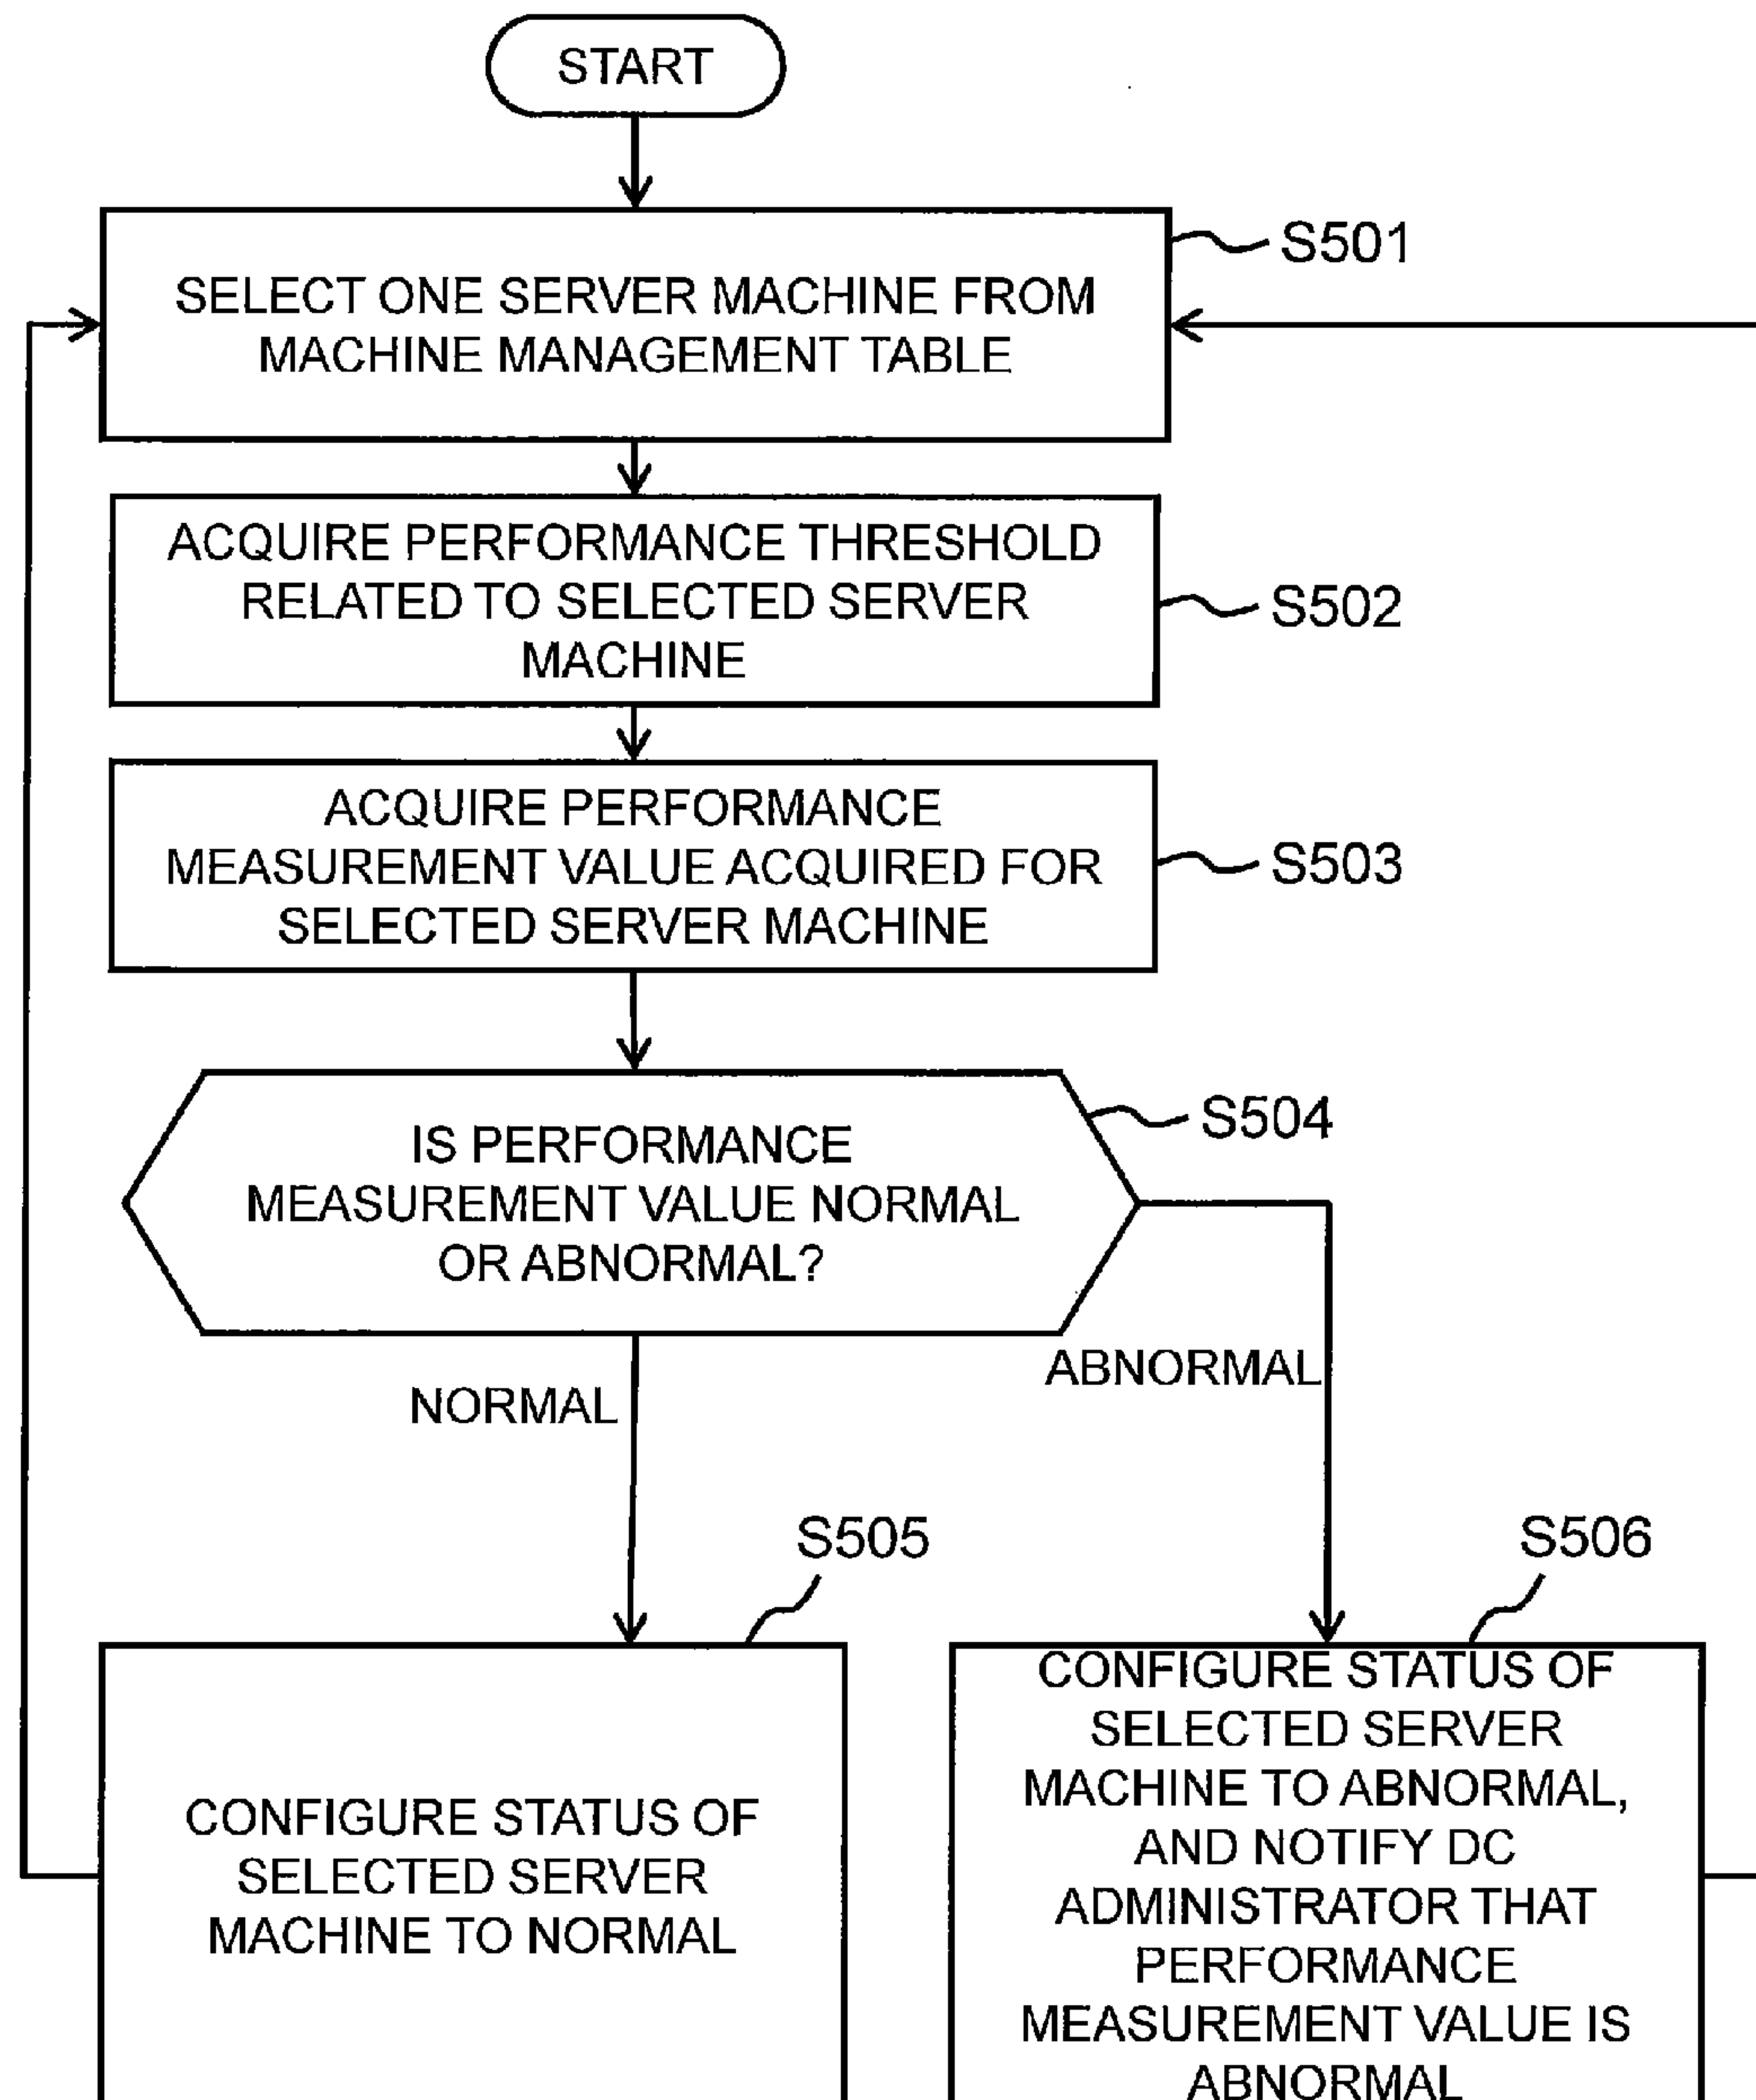 START
S501
SELECT ONE SERVER MACHINE FROM
MACHINE MANAGEMENT TABLE
ACQUIRE PERFORMANCE THRESHOLD
RELATED TO SELECTED SERVER
MACHINE
S502
ACQUIRE PERFORMANCE
MEASUREMENT VALUE ACQUIRED FOR
SELECTED SERVER MACHINE
S503
S504
IS PERFORMANCE
MEASUREMENT VALUE NORMAL
OR ABNORMAL?
ABNORMAL
NORMAL
S505
S506
CONFIGURE STATUS OF
SELECTED SERVER
MACHINE TO NORMAL
CONFIGURE STATUS OF
SELECTED SERVER
MACHINE TO ABNORMAL,
AND NOTIFY DC
ADMINISTRATOR THAT
PERFORMANCE
MEASUREMENT VALUE IS
ABNORMAL